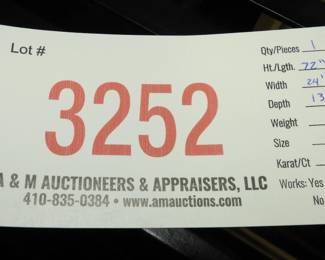 Lot #
3252
A & M AUCTIONEERS & APPRAISERS, LLC
410-835-0384 • www.amauctions.com
Qty/Pieces 1
Ht./Lgth. 72"
Width 24"
Depth 13
Weight
Size
Karat/Ct
Works: Yes
No